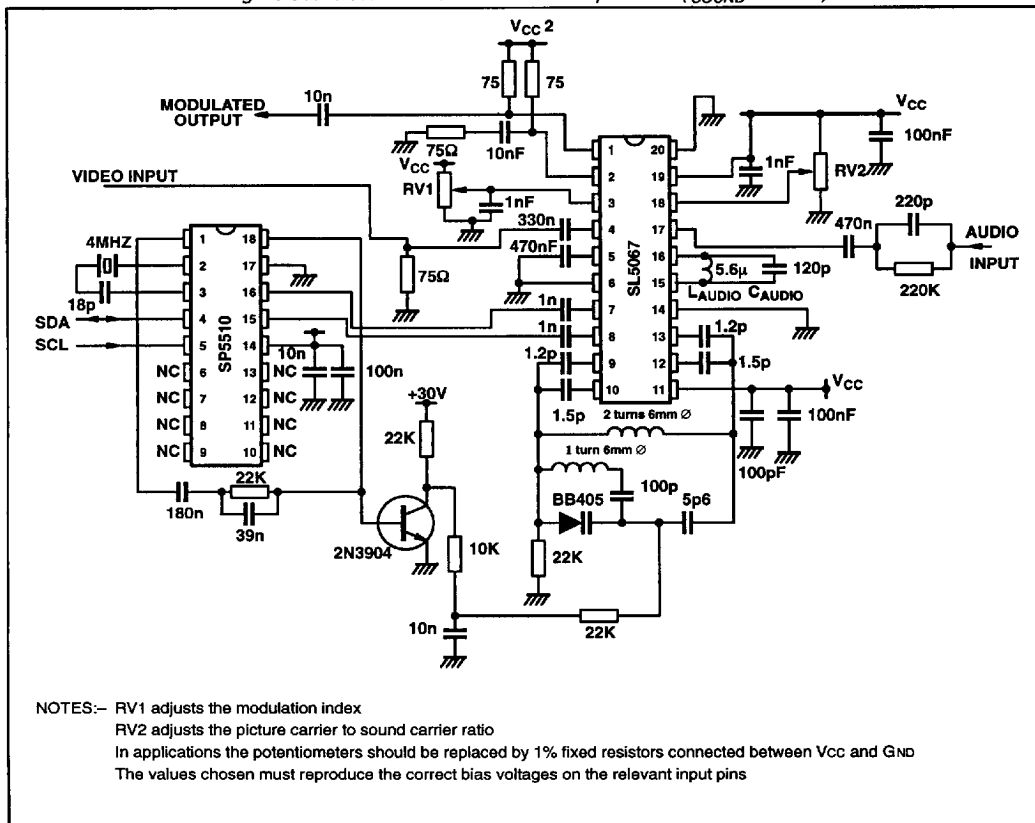 VCC 2
75
75
10n
MODULATED
OUTPUT
75Ω
10nF
VCC
RV1
1nF
VIDEO INPUT
330n
470nF
75Ω
1n
1n
1.2p
1.5p
4MHZ
18p
SDA
SCL
SP5510
1
2
3
4
5
6
7
8
9
18
17
16
15
14
13
12
11
10
NC
NC
NC
NC
NC
NC
NC
NC
10n
100n
22K
180n
39n
+30V
22K
2N3904
10K
10n
22K
SL5067
1
2
3
4
5
6
7
8
9
10
20
19
18
17
16
15
14
13
12
11
VCC
100nF
1nF
RV2
220p
470n
AUDIO
INPUT
220K
5.6µ
120p
LAUDIO
CAUDIO
1.2p
1.5p
VCC
100nF
100pF
2 turns 6mm Ø
1 turn 6mm Ø
100p
BB405
5p6
22K
NOTES:– RV1 adjusts the modulation index
RV2 adjusts the picture carrier to sound carrier ratio
In applications the potentiometers should be replaced by 1% fixed resistors connected between VCC and GND
The values chosen must reproduce the correct bias voltages on the relevant input pins